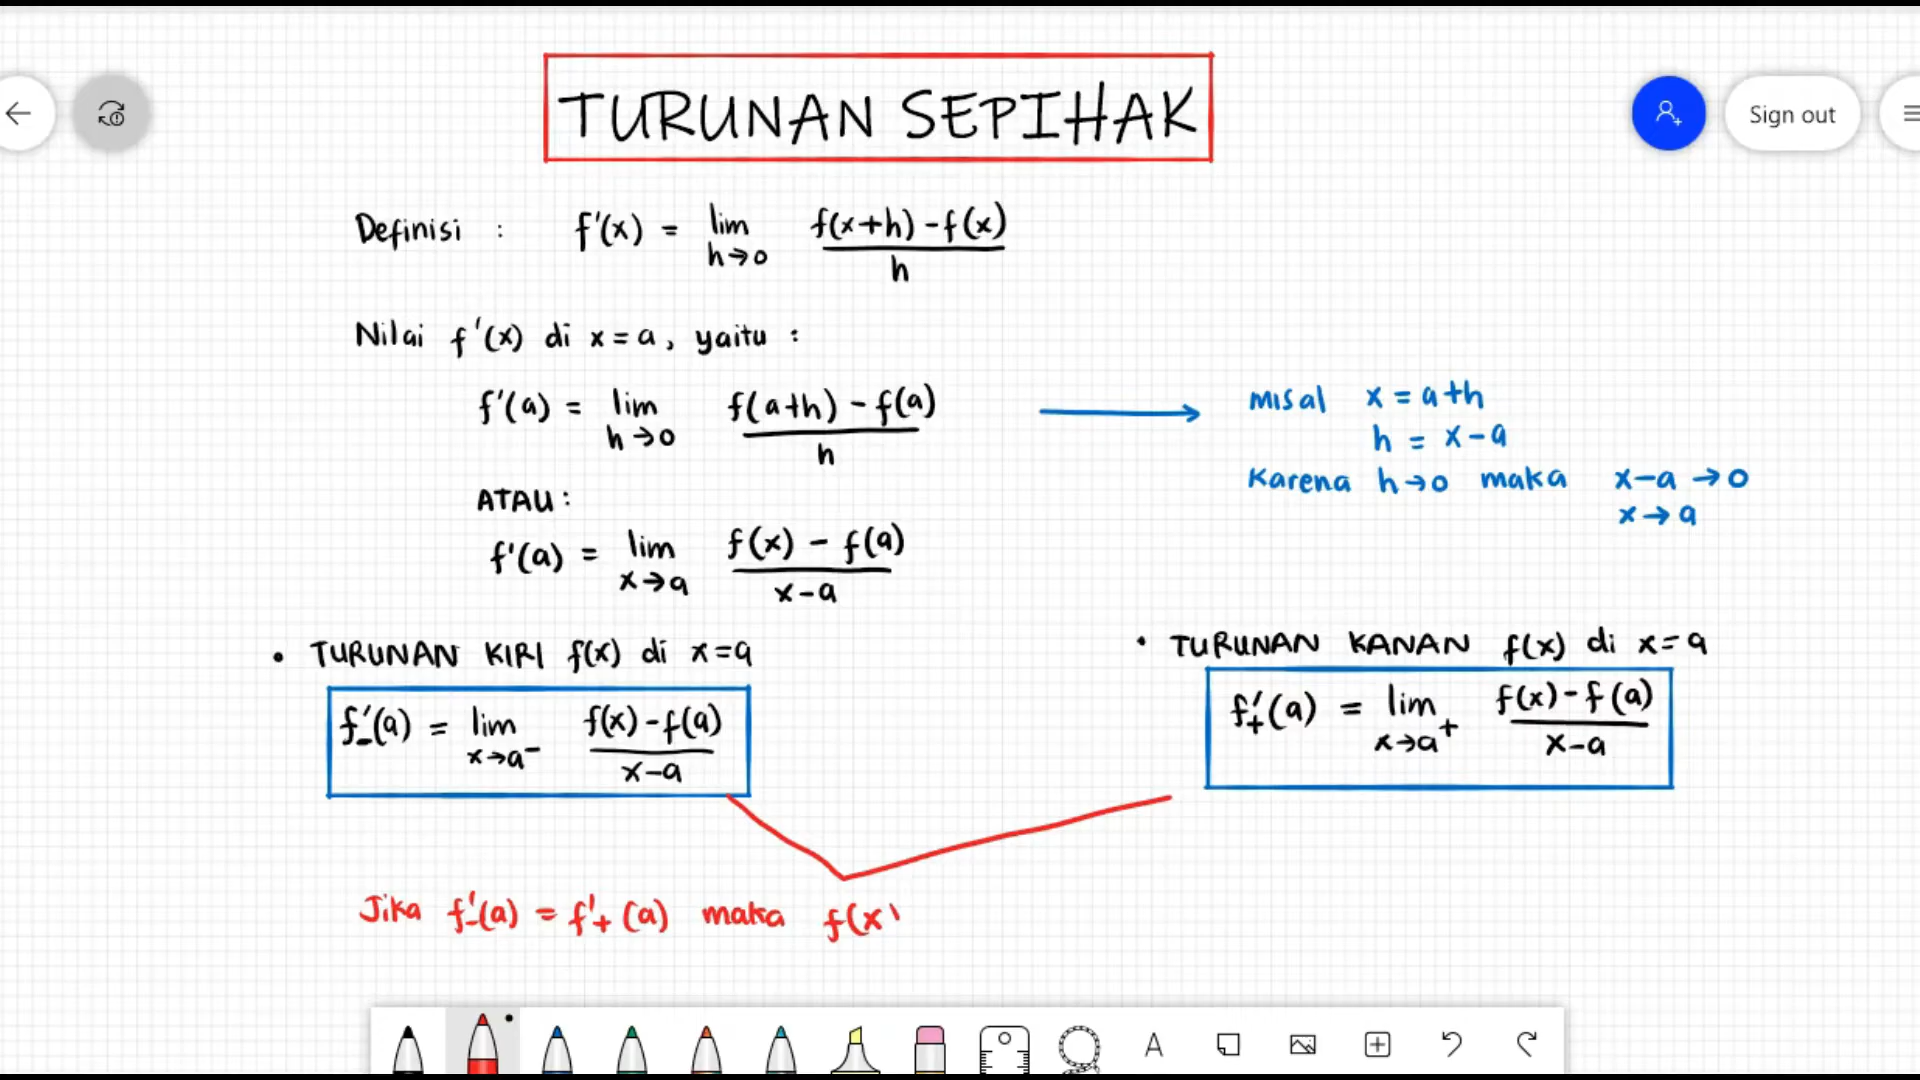 TURUNAN SEPIHAK
Sign out
Definisi : f'(x) = lim h→0 f(x+h) - f(x) / h
Nilai f'(x) di x = a, yaitu :
f'(a) = lim h→0 f(a+h) - f(a) / h
misal x = a+h
h = x-a
Karena h→0 maka x-a →0
x→a
ATAU :
f'(a) = lim x→a f(x) - f(a) / x-a
• TURUNAN KIRI f(x) di x=a
f'₋(a) = lim x→a⁻ f(x) - f(a) / x-a
• TURUNAN KANAN f(x) di x=a
f'₊(a) = lim x→a⁺ f(x) - f(a) / x-a
Jika f'₋(a) = f'₊(a) maka f(x)
A